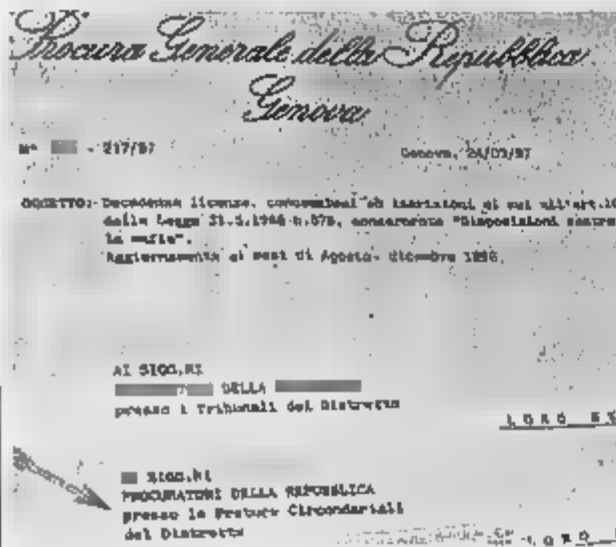 Procura Generale della Repubblica
Genova
N° - 217/97
Genova, 24/03/97
OGGETTO:- Decadenza licenze, concessioni ed iscrizioni di cui all'art.10
della Legge 31.5.1965 n.575, concernente "Disposizioni contro
la mafia".
Aggiornamento ai mesi di Agosto- dicembre 1996.
AI SIGG.RI
DELLA
presso i Tribunali del Distretto
LORO
SIGG.RI
PROCURATORI DELLA REPUBBLICA
presso le Preture Circondariali
del Distretto
LORO